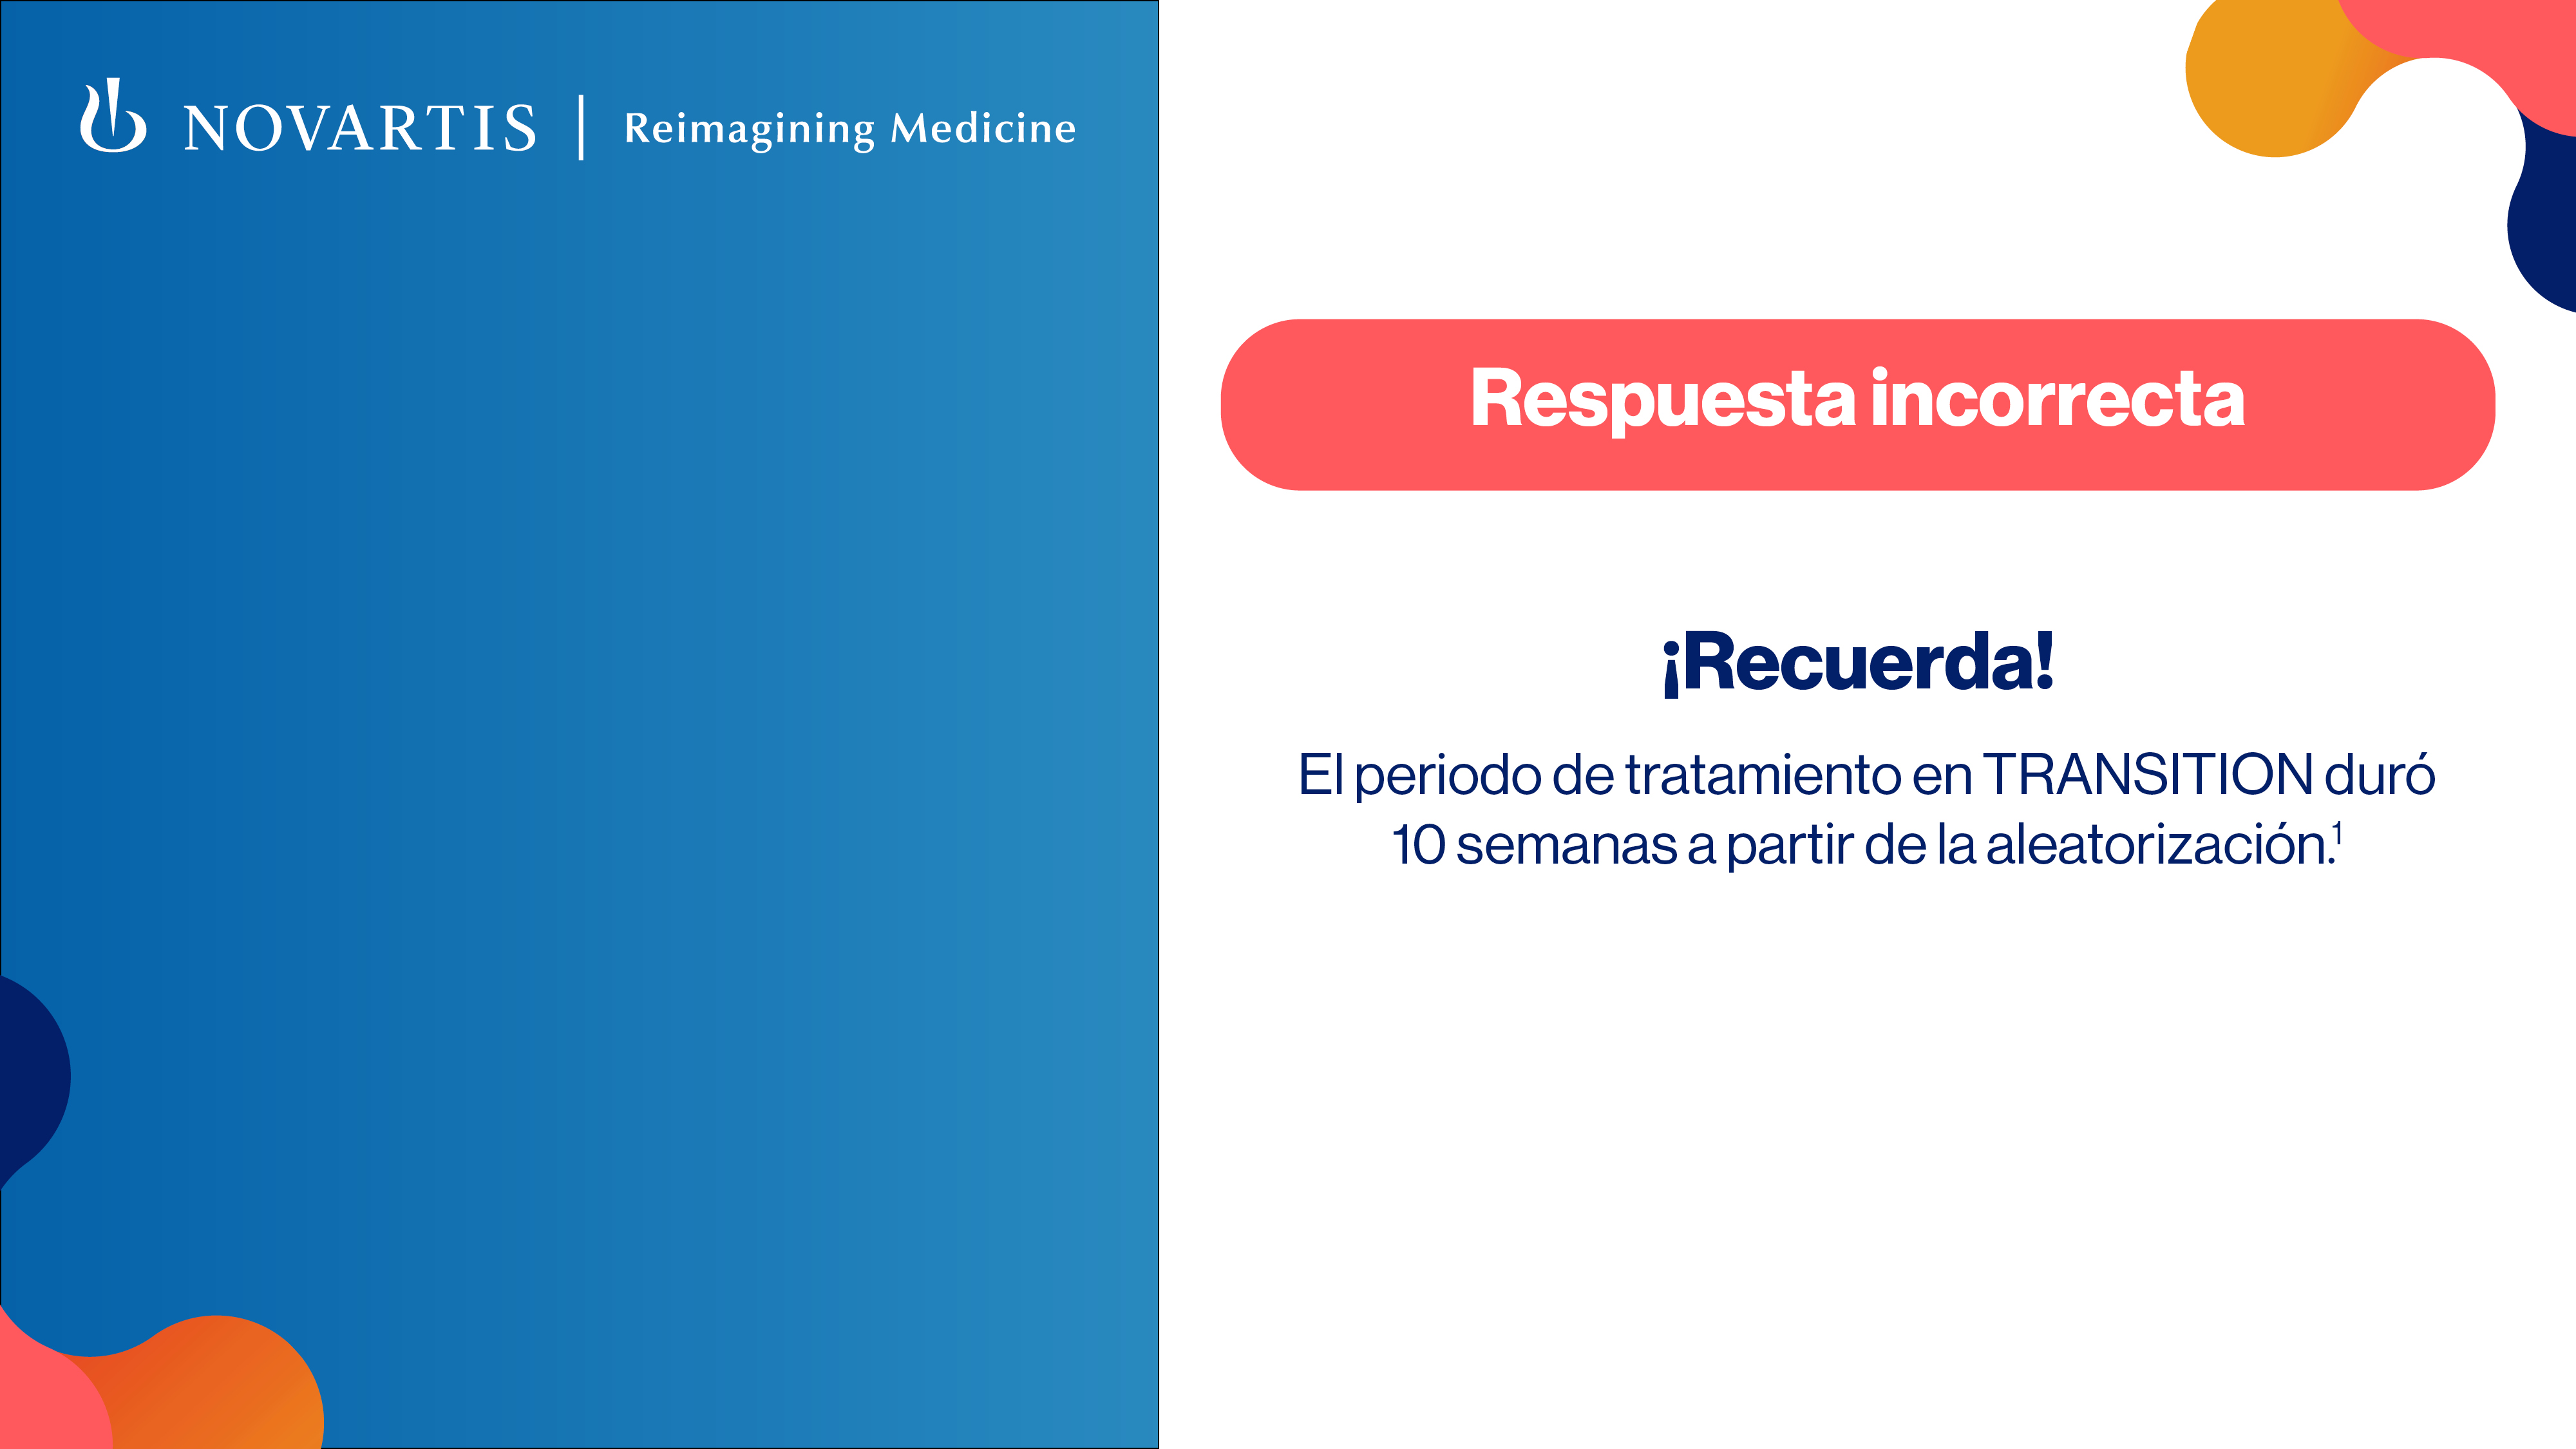 NOVARTIS | Reimagining Medicine
Respuesta incorrecta
¡Recuerda!
El periodo de tratamiento en TRANSITION duró
10 semanas a partir de la aleatorización.¹